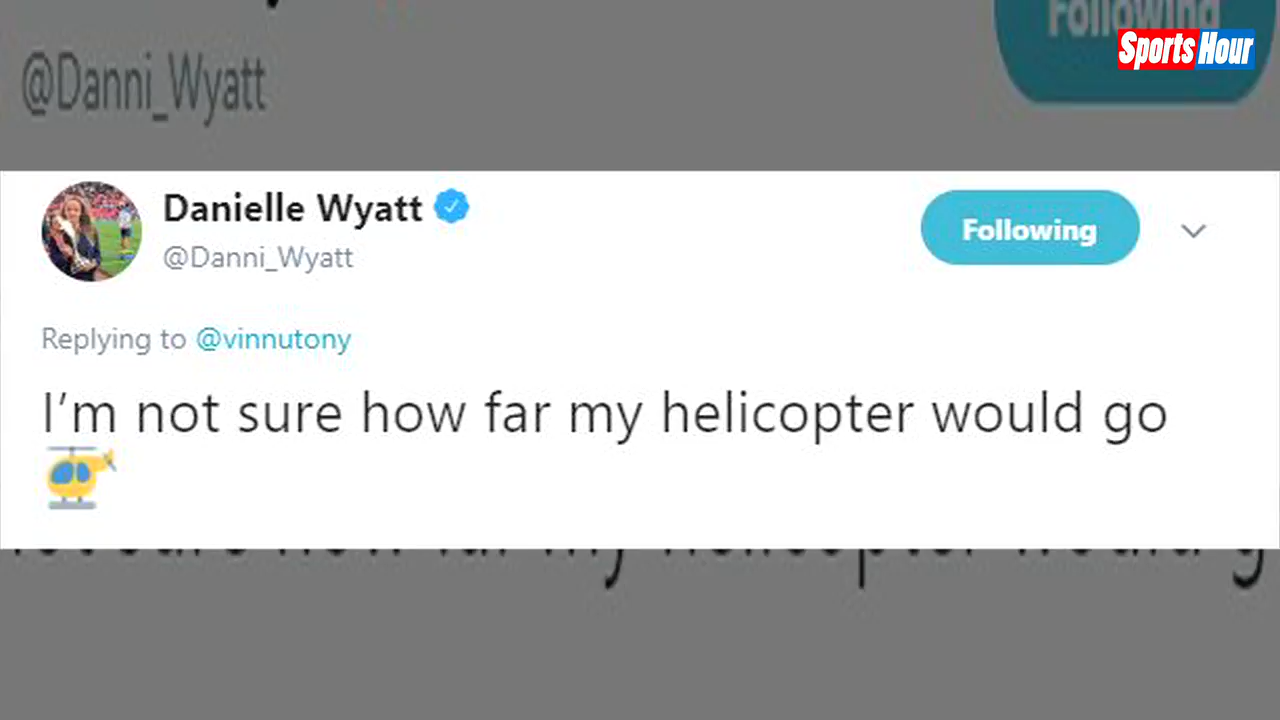 Following
Sports Hour
@Danni_Wyatt
Danielle Wyatt
@Danni_Wyatt
Following
Replying to @vinnutony
I'm not sure how far my helicopter would go